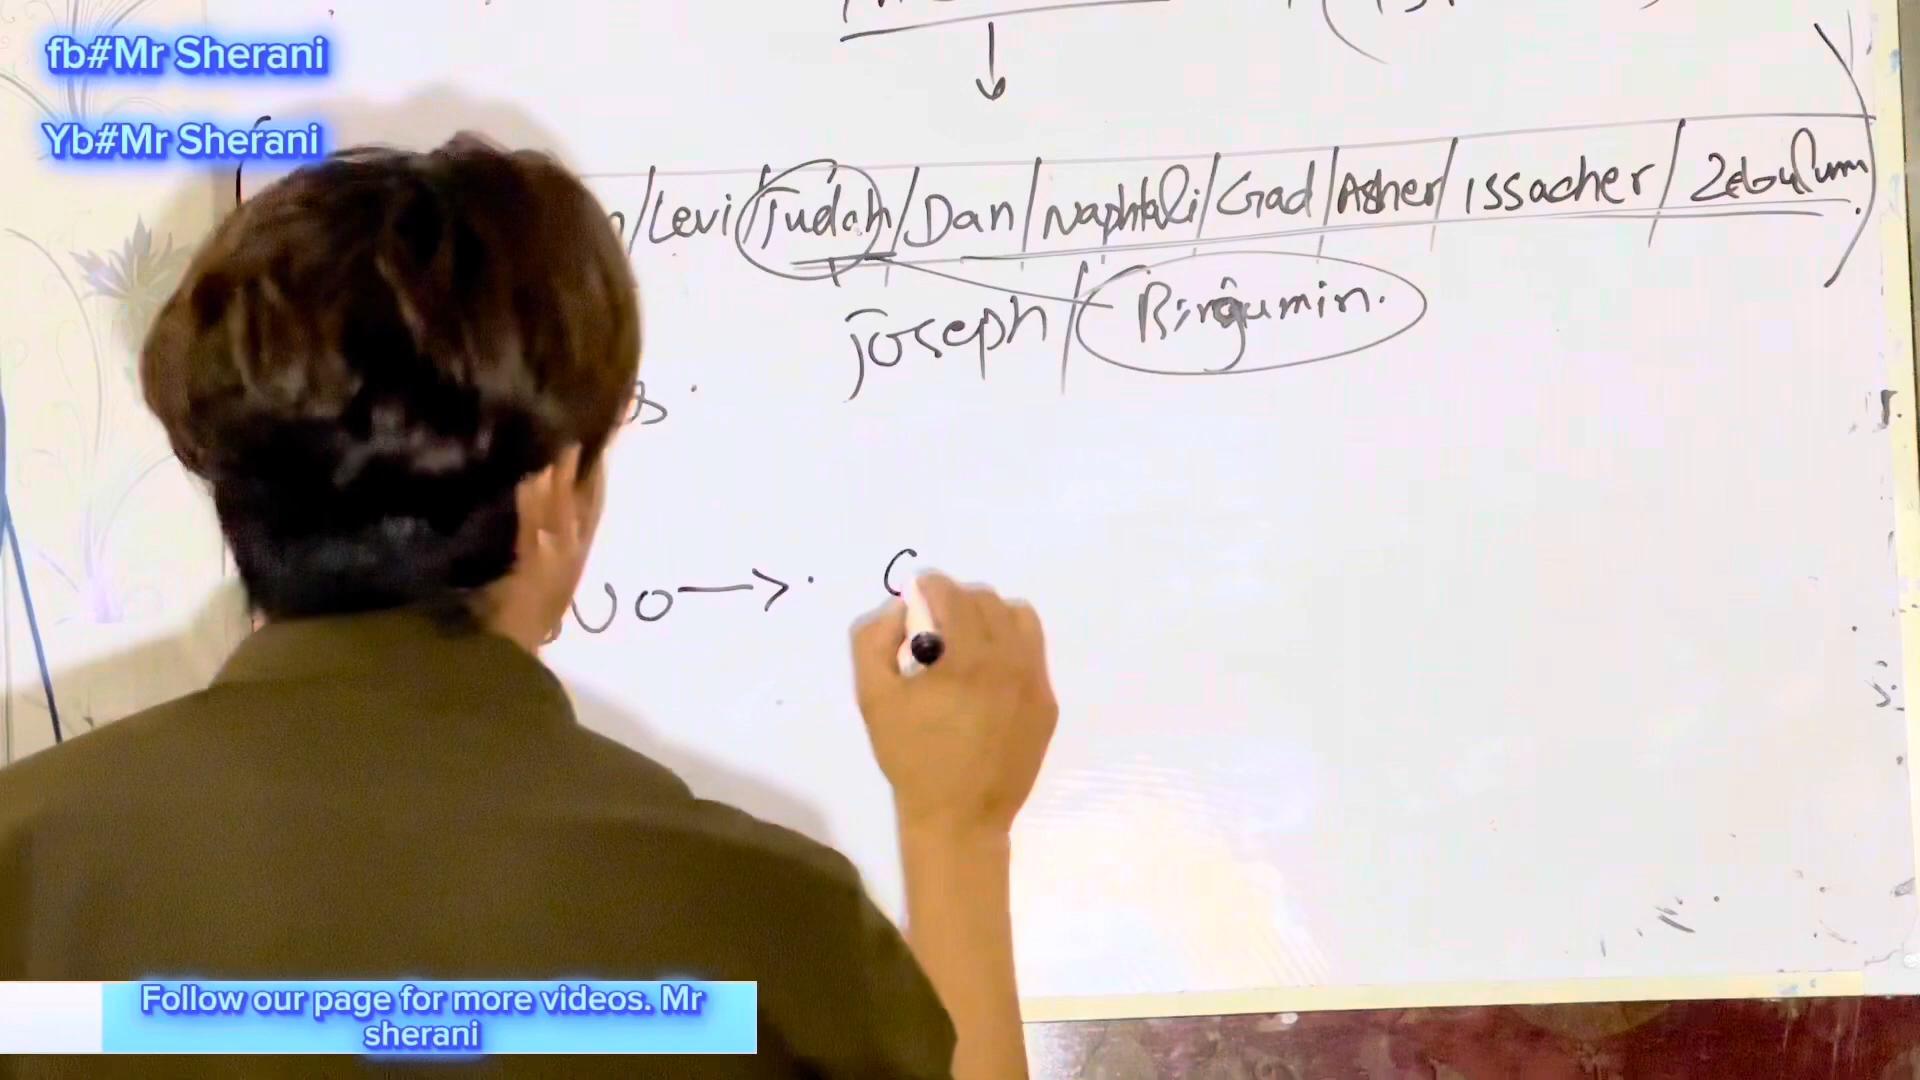 fb#Mr Sherani
Yb#Mr Sherani
/Levi/Judah/Dan/Naphtali/Gad/Asher/Issacher/Zebulum.
joseph/Binjumin.
Follow our page for more videos. Mr
sherani